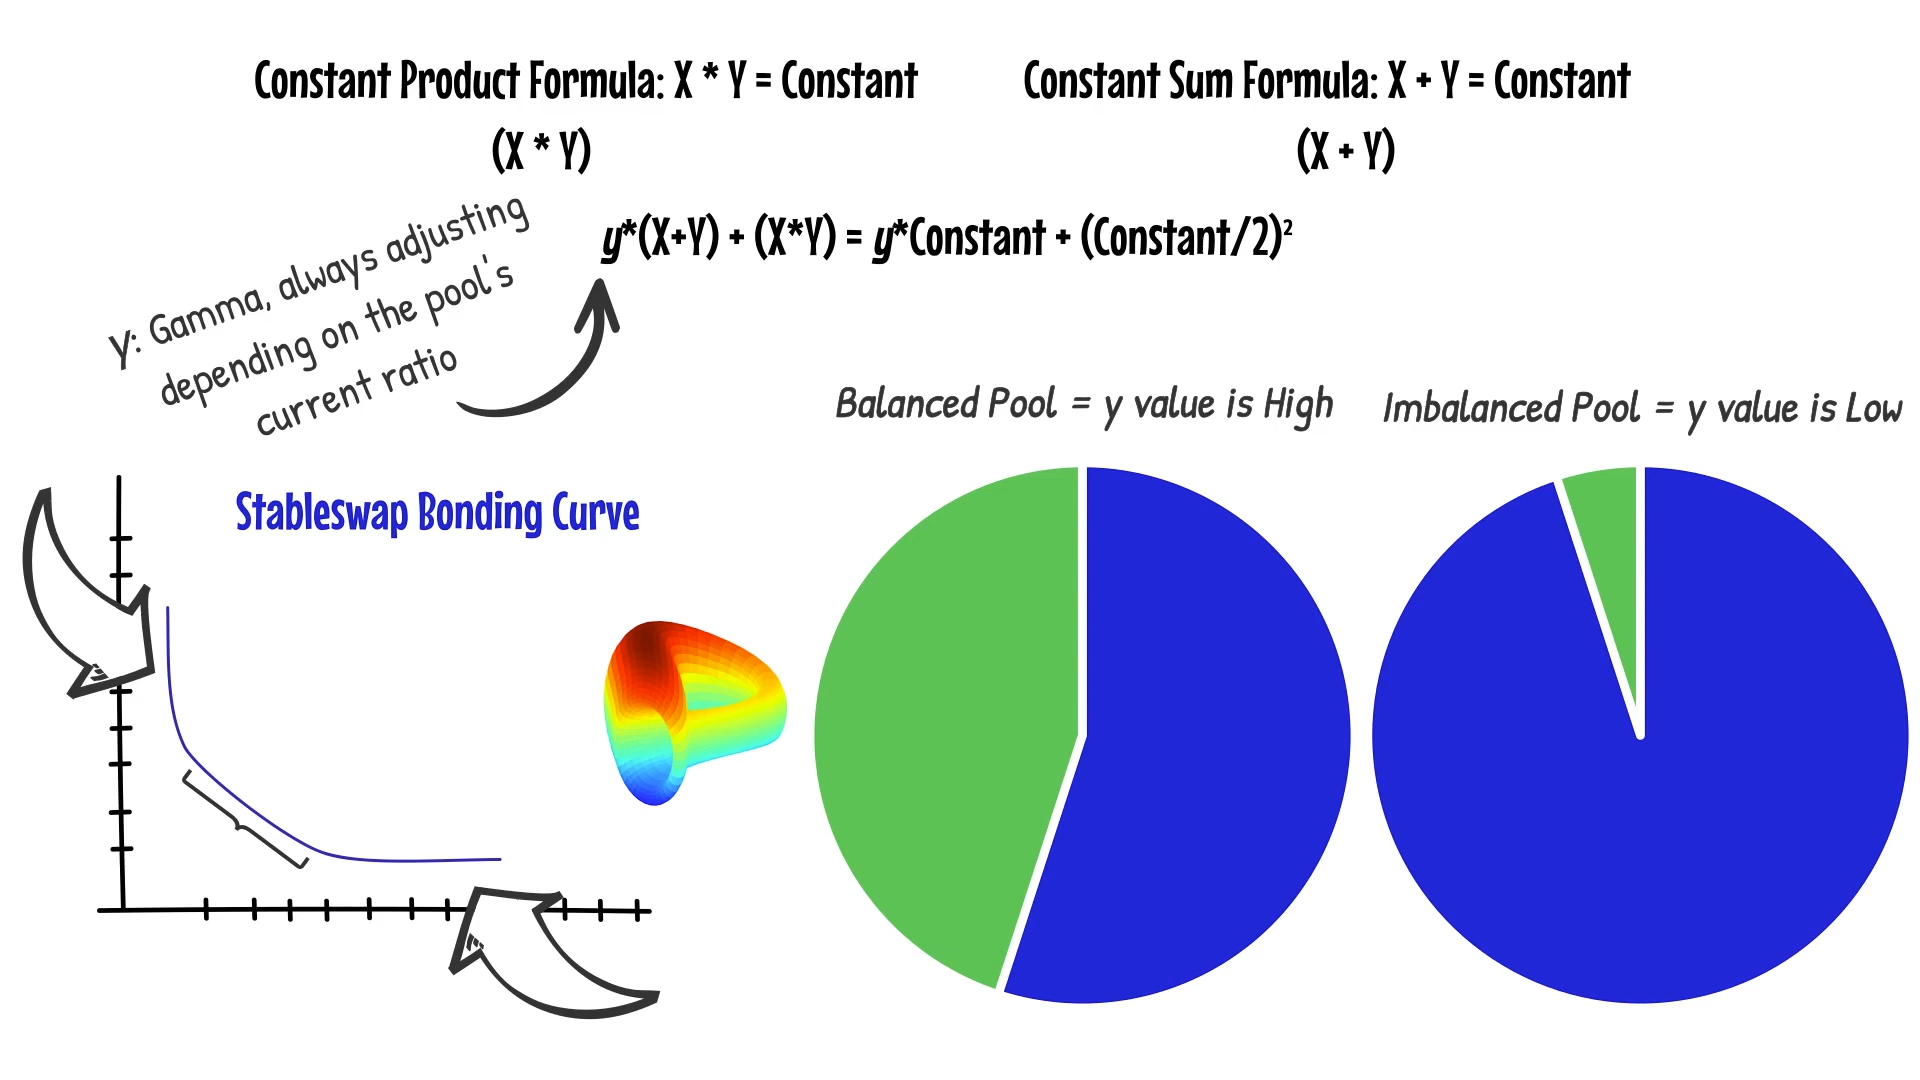 Constant Product Formula: X * Y = Constant
Constant Sum Formula: X + Y = Constant
(X * Y)
(X + Y)
y*(X+Y) + (X*Y) = y*Constant + (Constant/2)²
y: Gamma, always adjusting
depending on the pool's
current ratio
Balanced Pool = y value is High
Imbalanced Pool = y value is Low
Stableswap Bonding Curve